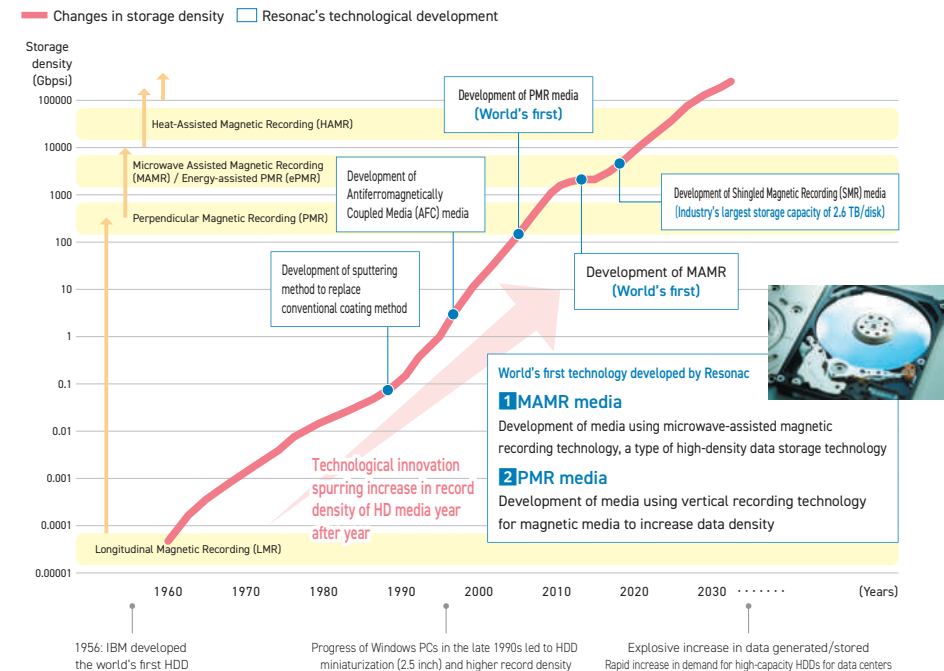 Changes in storage density
Resonac's technological development
Storage
density
(Gbpsi)
100000
10000
1000
100
10
1
0.1
0.01
0.001
0.0001
0.00001
Heat-Assisted Magnetic Recording (HAMR)
Microwave Assisted Magnetic Recording
(MAMR) / Energy-assisted PMR (ePMR)
Perpendicular Magnetic Recording (PMR)
Longitudinal Magnetic Recording (LMR)
Development of sputtering
method to replace
conventional coating method
Development of
Antiferromagnetically
Coupled Media (AFC) media
Development of PMR media
(World's first)
Development of MAMR
(World's first)
Development of Shingled Magnetic Recording (SMR) media
(Industry's largest storage capacity of 2.6 TB/disk)
Technological innovation
spurring increase in record
density of HD media year
after year
World's first technology developed by Resonac
1 MAMR media
Development of media using microwave-assisted magnetic
recording technology, a type of high-density data storage technology
2 PMR media
Development of media using vertical recording technology
for magnetic media to increase data density
1960 1970 1980 1990 2000 2010 2020 2030 ······· (Years)
1956: IBM developed
the world's first HDD
Progress of Windows PCs in the late 1990s led to HDD
miniaturization (2.5 inch) and higher record density
Explosive increase in data generated/stored
Rapid increase in demand for high-capacity HDDs for data centers